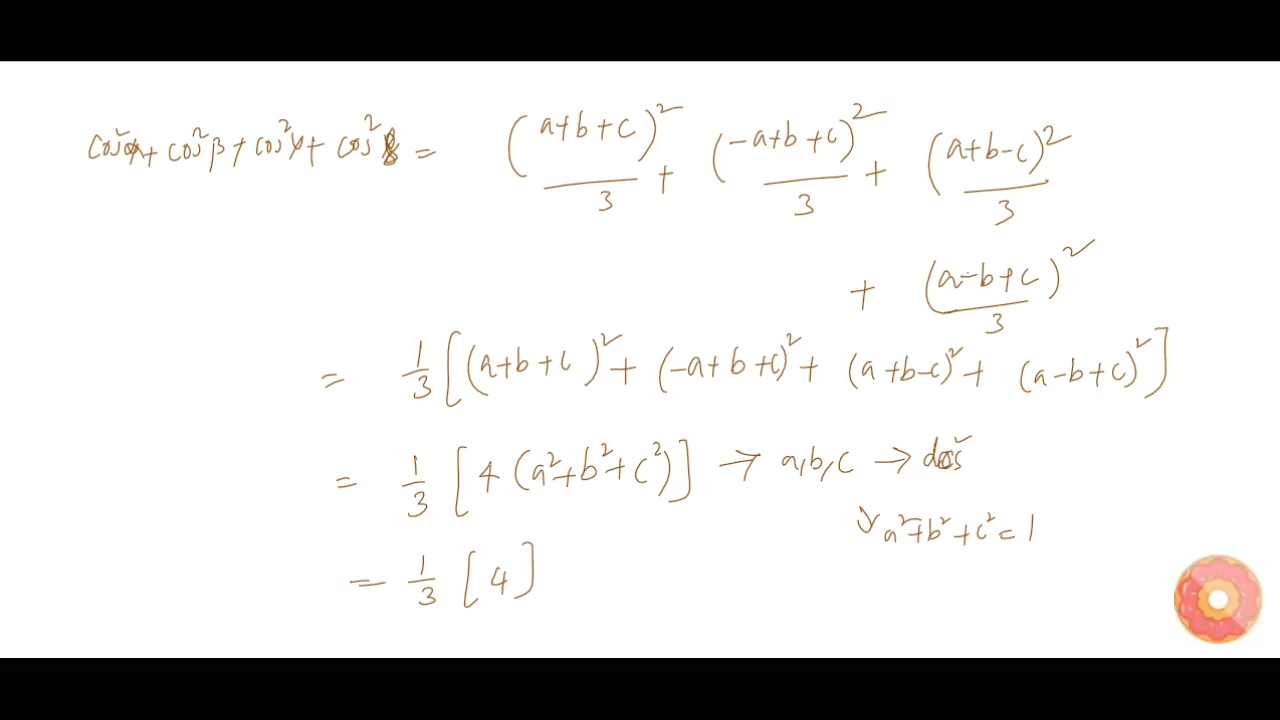 cos²α + cos²β + cos²γ + cos²δ = (a+b+c)²/3 + (-a+b+c)²/3 + (a+b-c)²/3
+ (a-b+c)²/3
= 1/3 [(a+b+c)² + (-a+b+c)² + (a+b-c)² + (a-b+c)²]
= 1/3 [4(a²+b²+c²)] → a,b,c →
a²+b²+c² = 1
= 1/3 [4]